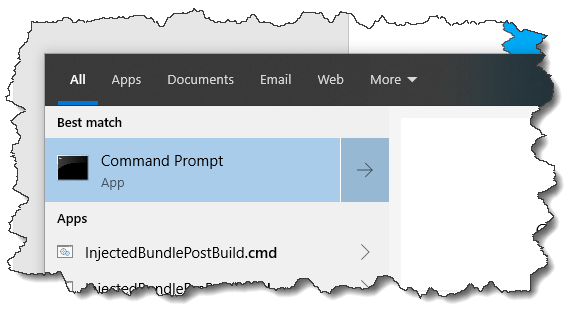 All Apps Documents Email Web More
Best match
Command Prompt
App
Apps
InjectedBundlePostBuild.cmd